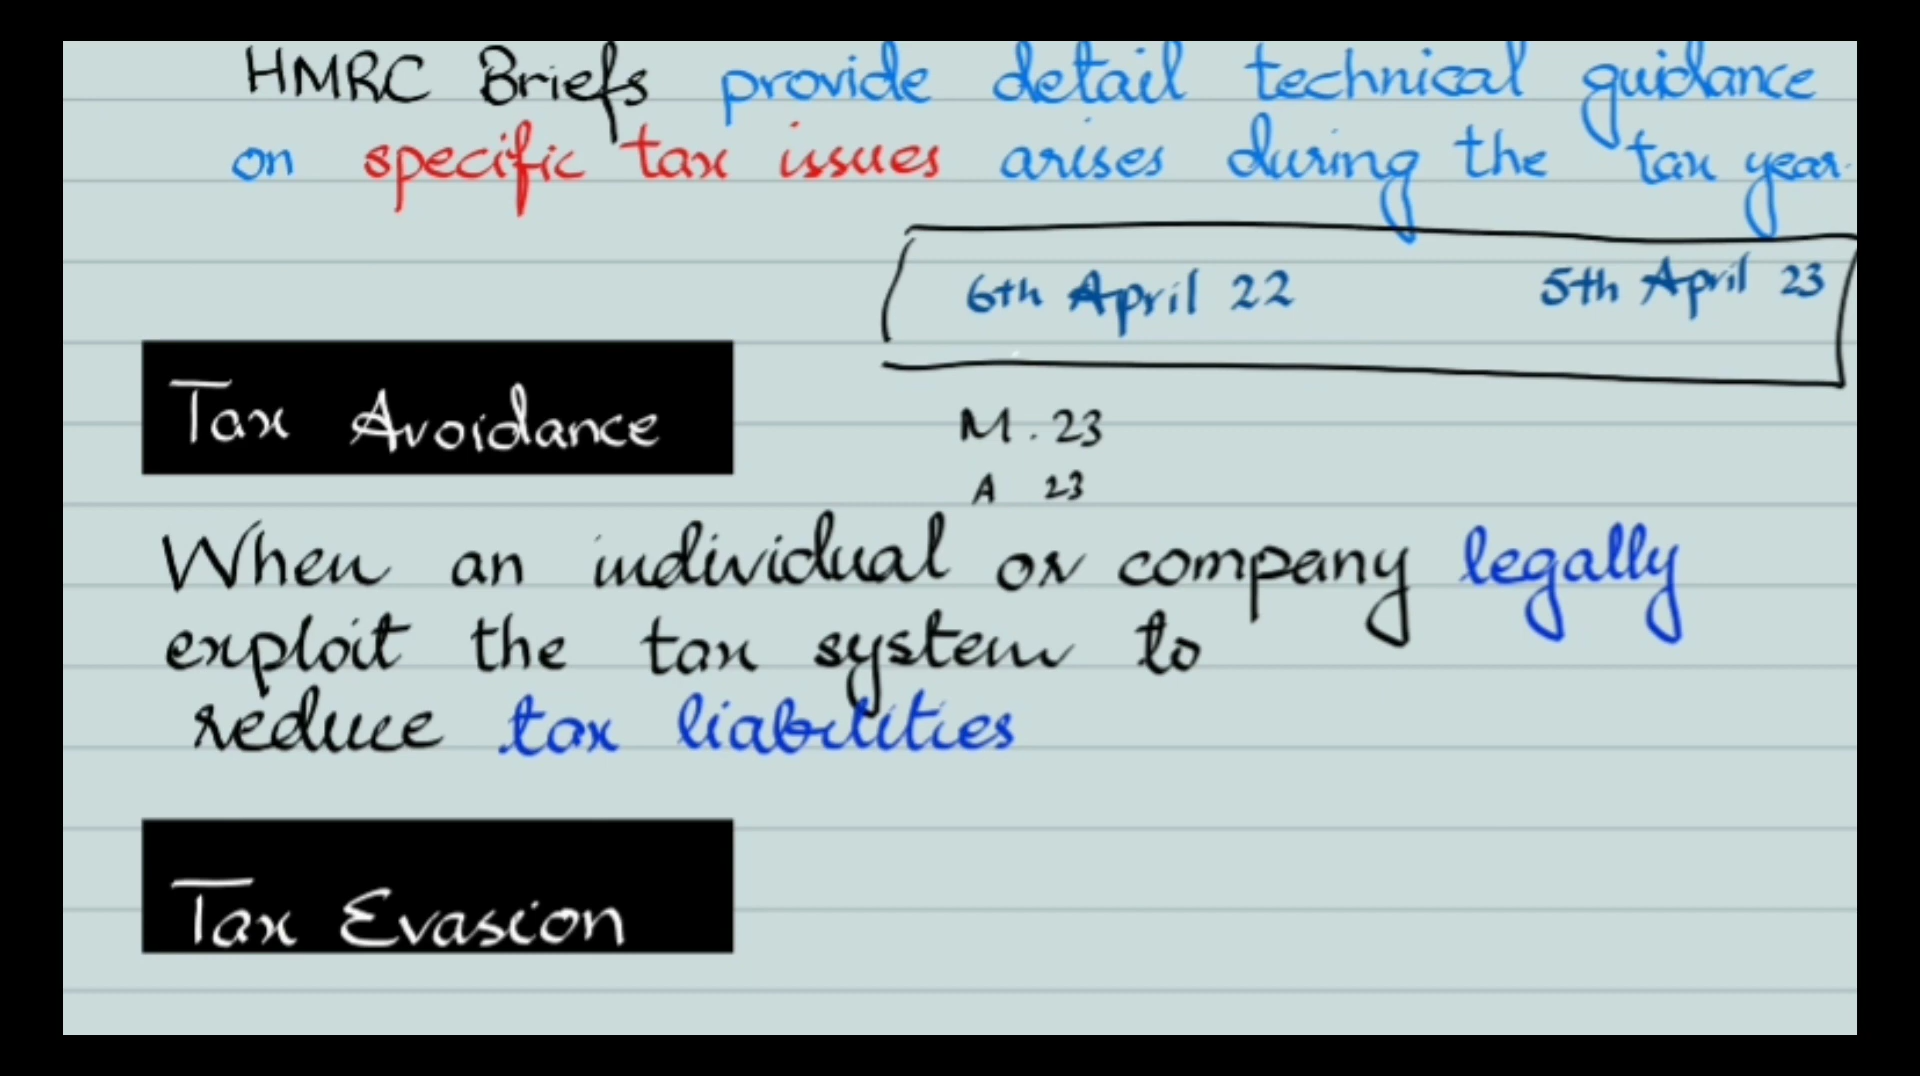 HMRC Briefs provide detail technical guidance
on specific tax issues arises during the tax year.
6th April 22 5th April 23
Tax Avoidance
M. 23
A 23
When an individual or company legally
exploit the tax system to
reduce tax liabilities
Tax Evasion